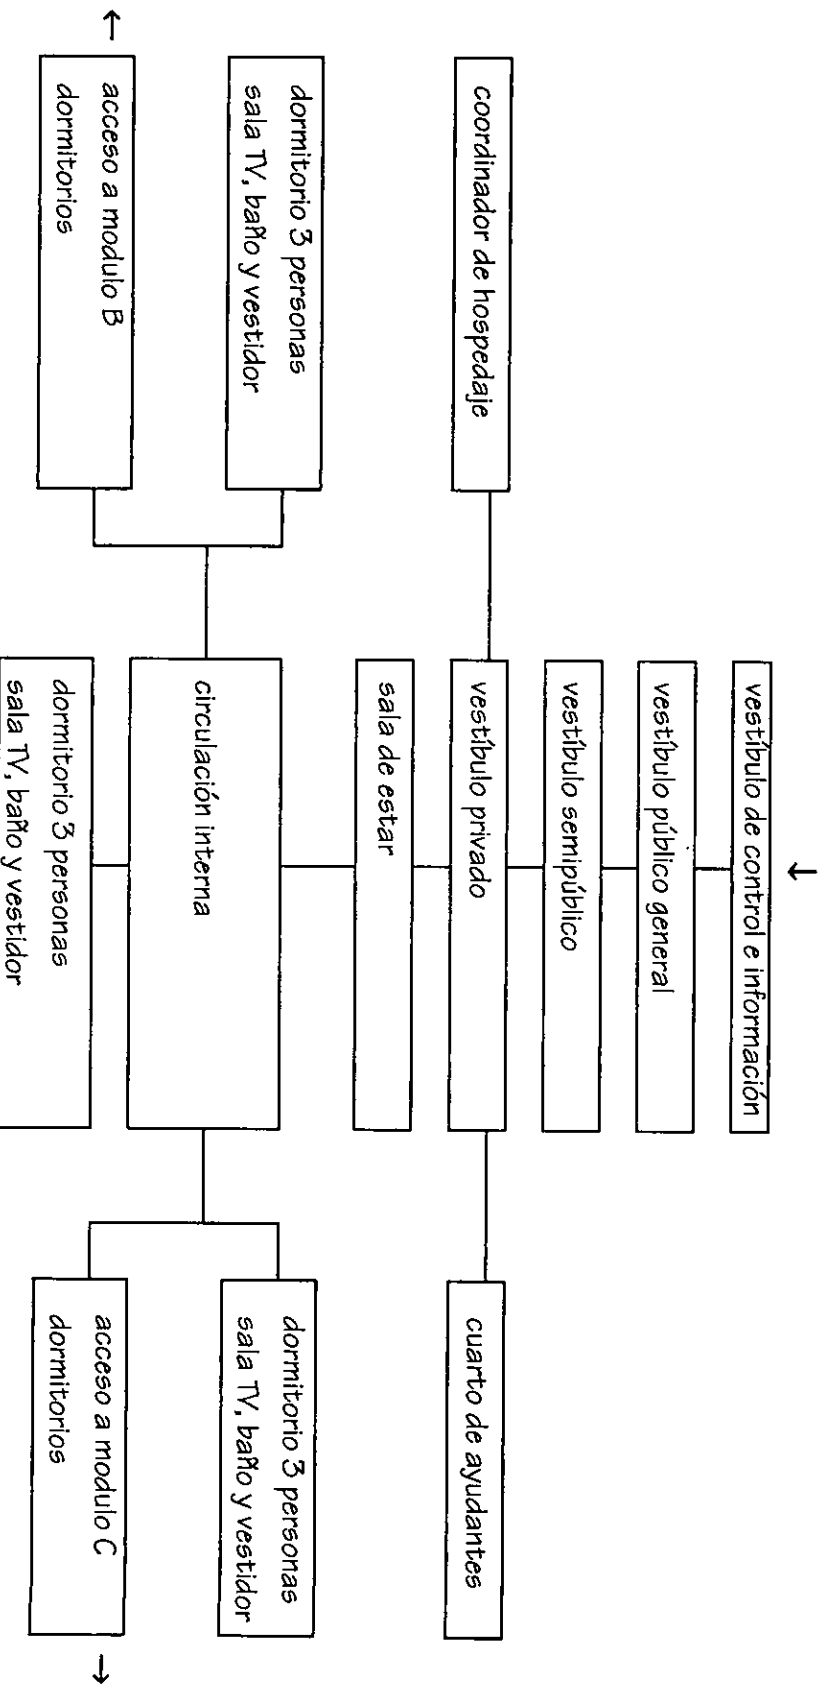 vestíbulo de control e información
vestíbulo público general
vestíbulo semipúblico
coordinador de hospedaje
vestíbulo privado
cuarto de ayudantes
sala de estar
dormitorio 3 personas
sala TV, baño y vestidor
circulación interna
dormitorio 3 personas
sala TV, baño y vestidor
acceso a modulo B
dormitorios
acceso a modulo C
dormitorios
dormitorio 3 personas
sala TV, baño y vestidor